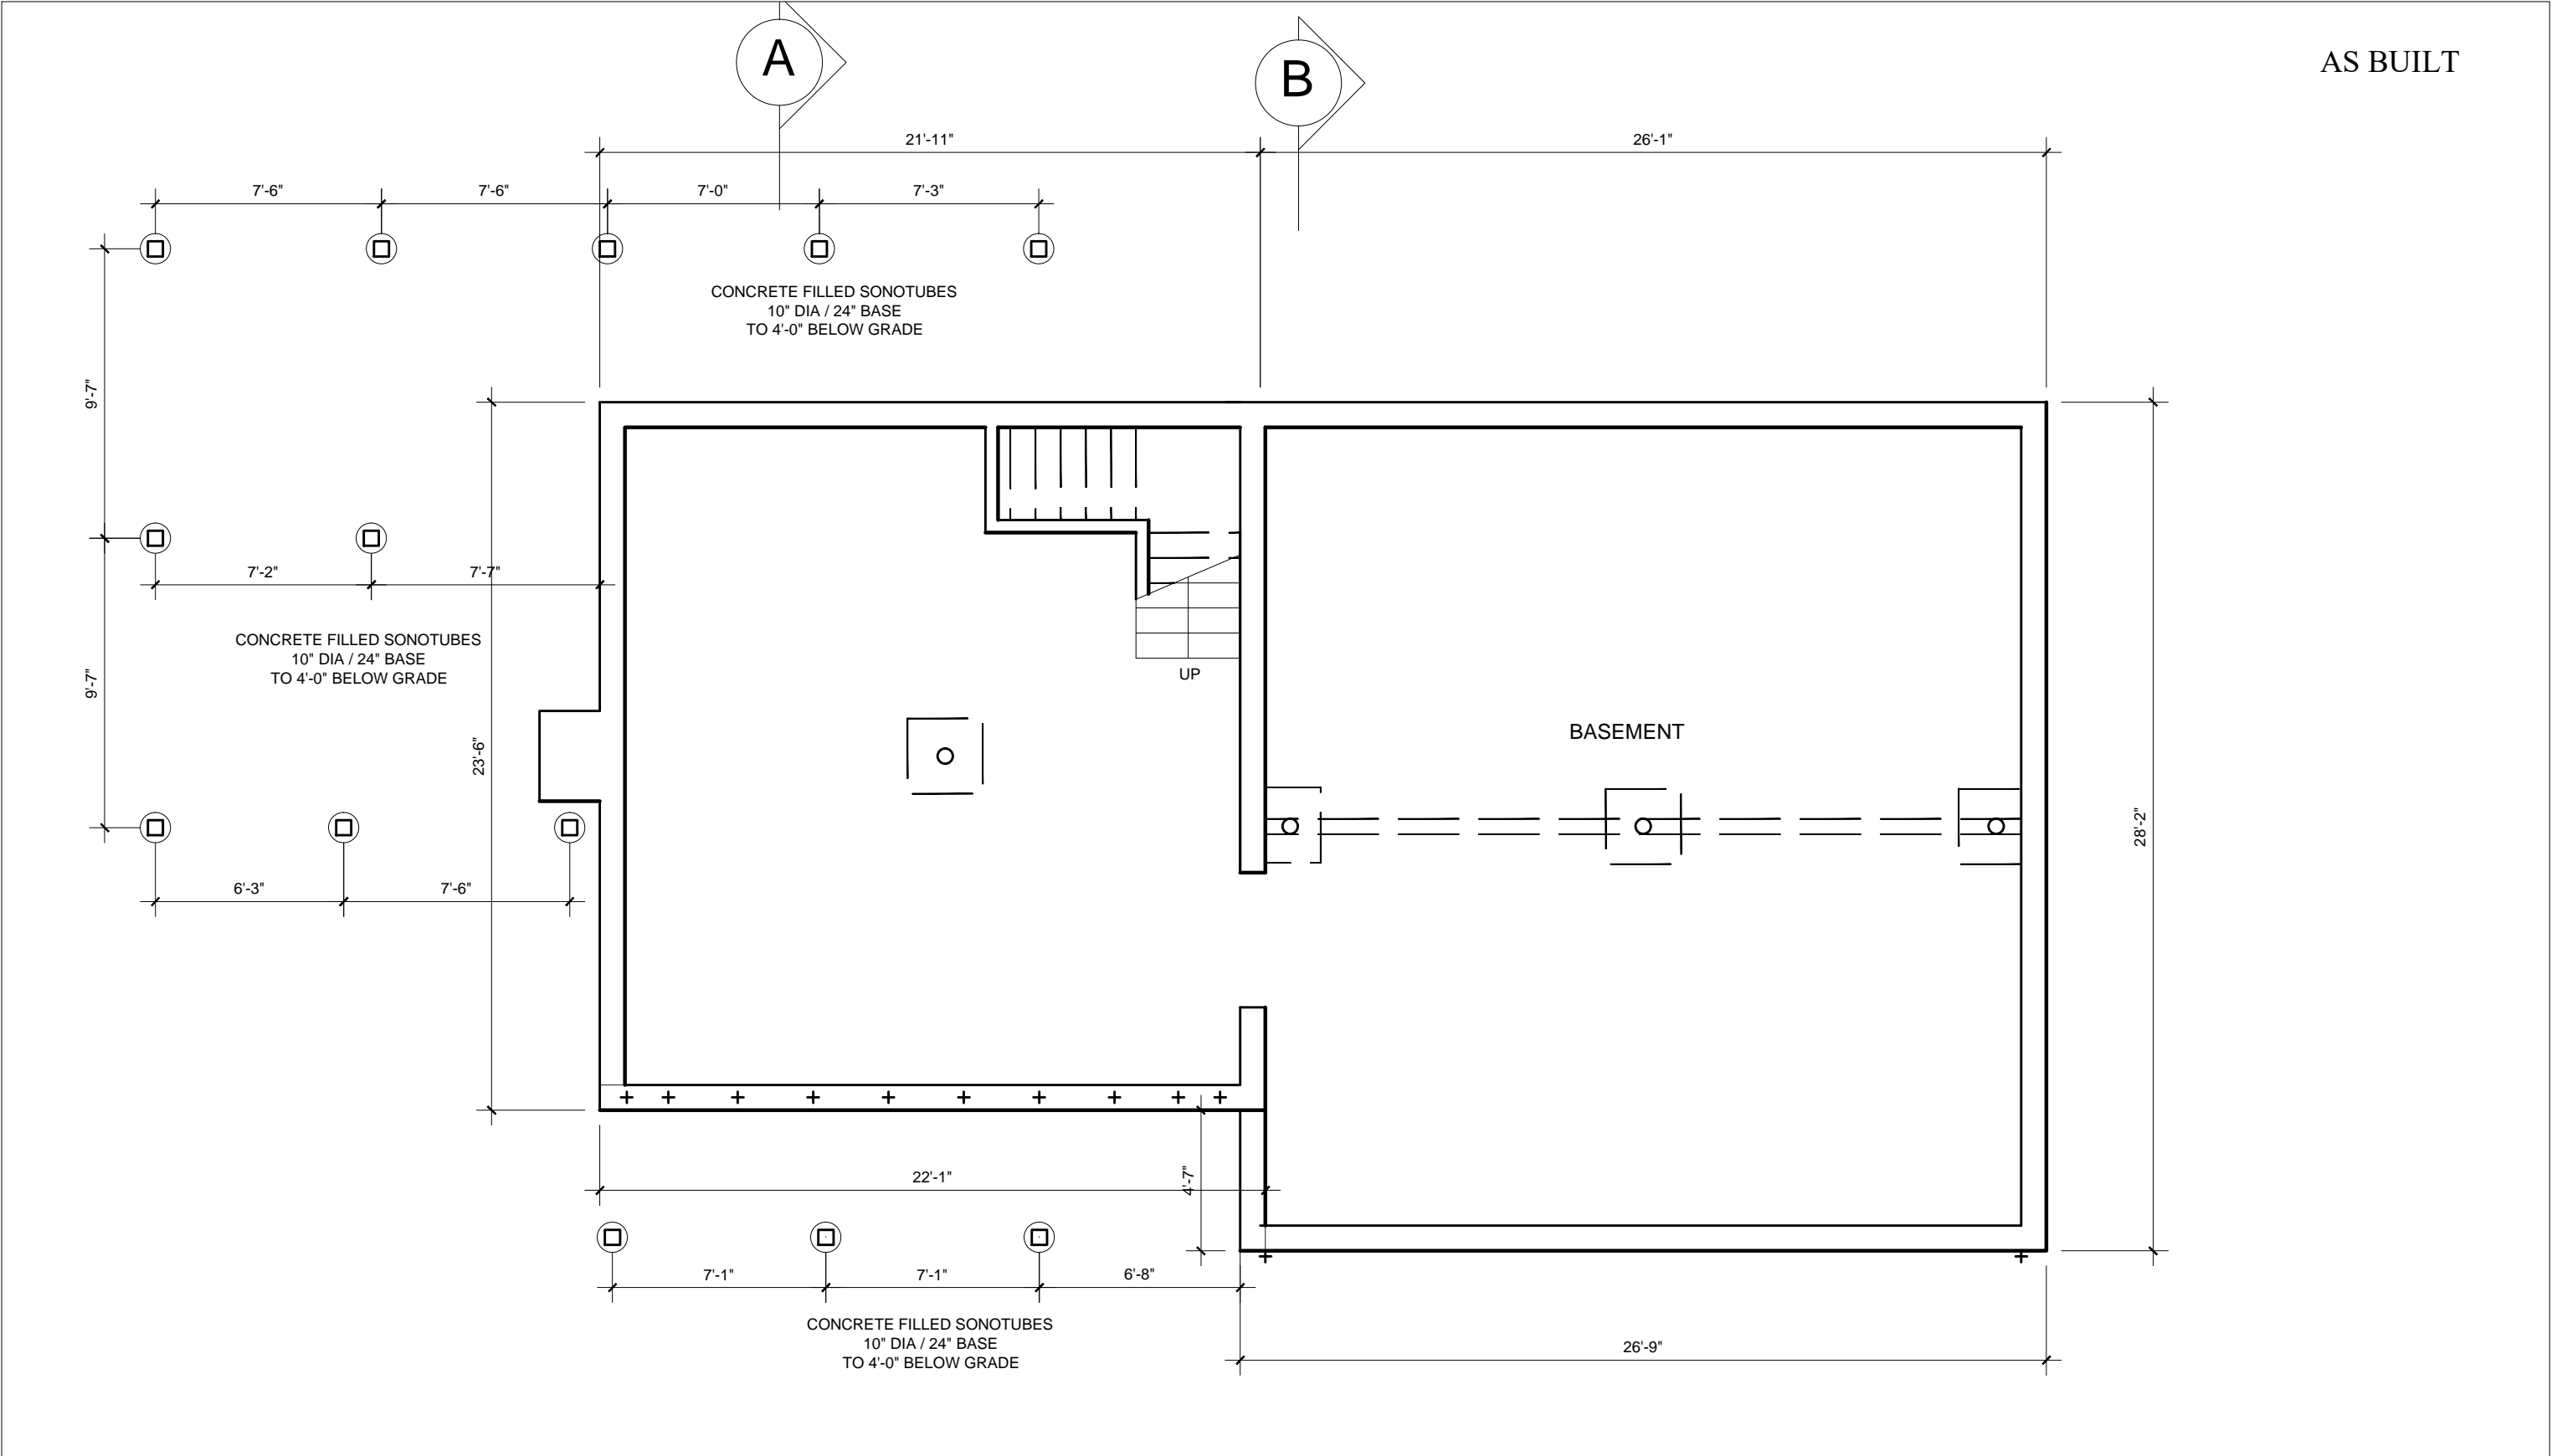 A
B
AS BUILT
21'-11"
26'-1"
7'-6"
7'-6"
7'-0"
7'-3"
CONCRETE FILLED SONOTUBES
10" DIA / 24" BASE
TO 4'-0" BELOW GRADE
9'-7"
7'-2"
7'-7"
CONCRETE FILLED SONOTUBES
10" DIA / 24" BASE
TO 4'-0" BELOW GRADE
9'-7"
23'-6"
UP
BASEMENT
28'-2"
6'-3"
7'-6"
22'-1"
4'-7"
7'-1"
7'-1"
6'-8"
CONCRETE FILLED SONOTUBES
10" DIA / 24" BASE
TO 4'-0" BELOW GRADE
26'-9"